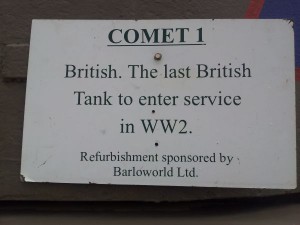 COMET 1
British. The last British
Tank to enter service
in WW2.
Refurbishment sponsored by
Barloworld Ltd.